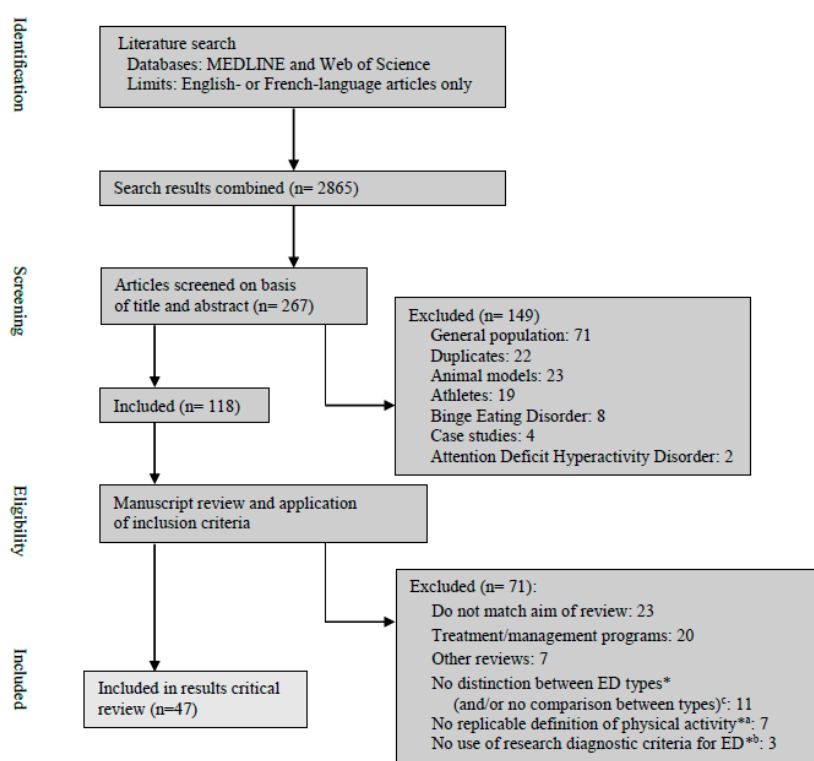 Identification
Literature search
Databases: MEDLINE and Web of Science
Limits: English- or French-language articles only
Search results combined (n= 2865)
Screening
Articles screened on basis
of title and abstract (n= 267)
Excluded (n= 149)
General population: 71
Duplicates: 22
Animal models: 23
Athletes: 19
Binge Eating Disorder: 8
Case studies: 4
Attention Deficit Hyperactivity Disorder: 2
Included (n= 118)
Eligibility
Manuscript review and application
of inclusion criteria
Excluded (n= 71):
Do not match aim of review: 23
Treatment/management programs: 20
Other reviews: 7
No distinction between ED types*
(and/or no comparison between types)ᶜ: 11
No replicable definition of physical activity*ᵃ: 7
No use of research diagnostic criteria for ED*ᵇ: 3
Included
Included in results critical
review (n=47)